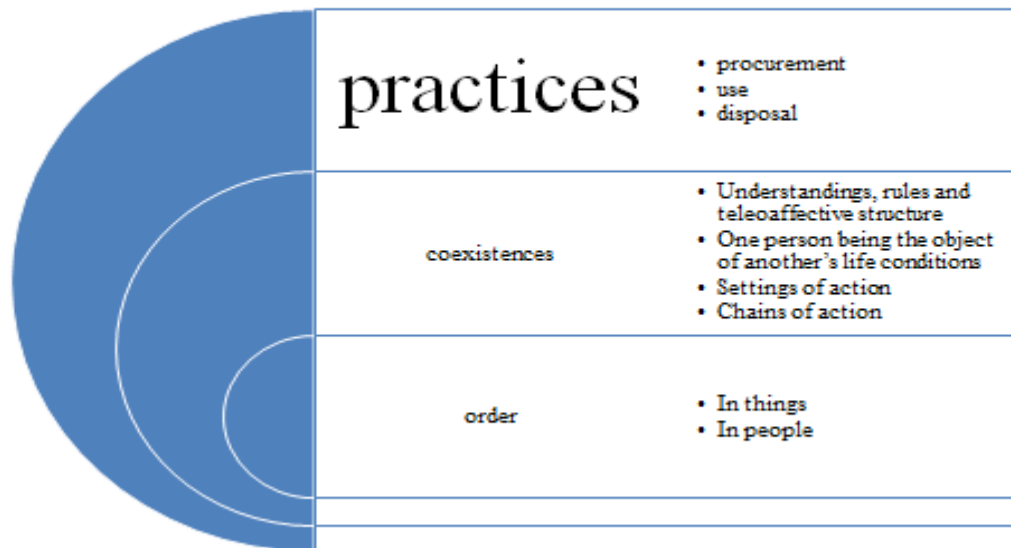 practices
• procurement
• use
• disposal
coexistences
• Understandings, rules and
teleoaffective structure
• One person being the object
of another's life conditions
• Settings of action
• Chains of action
order
• In things
• In people